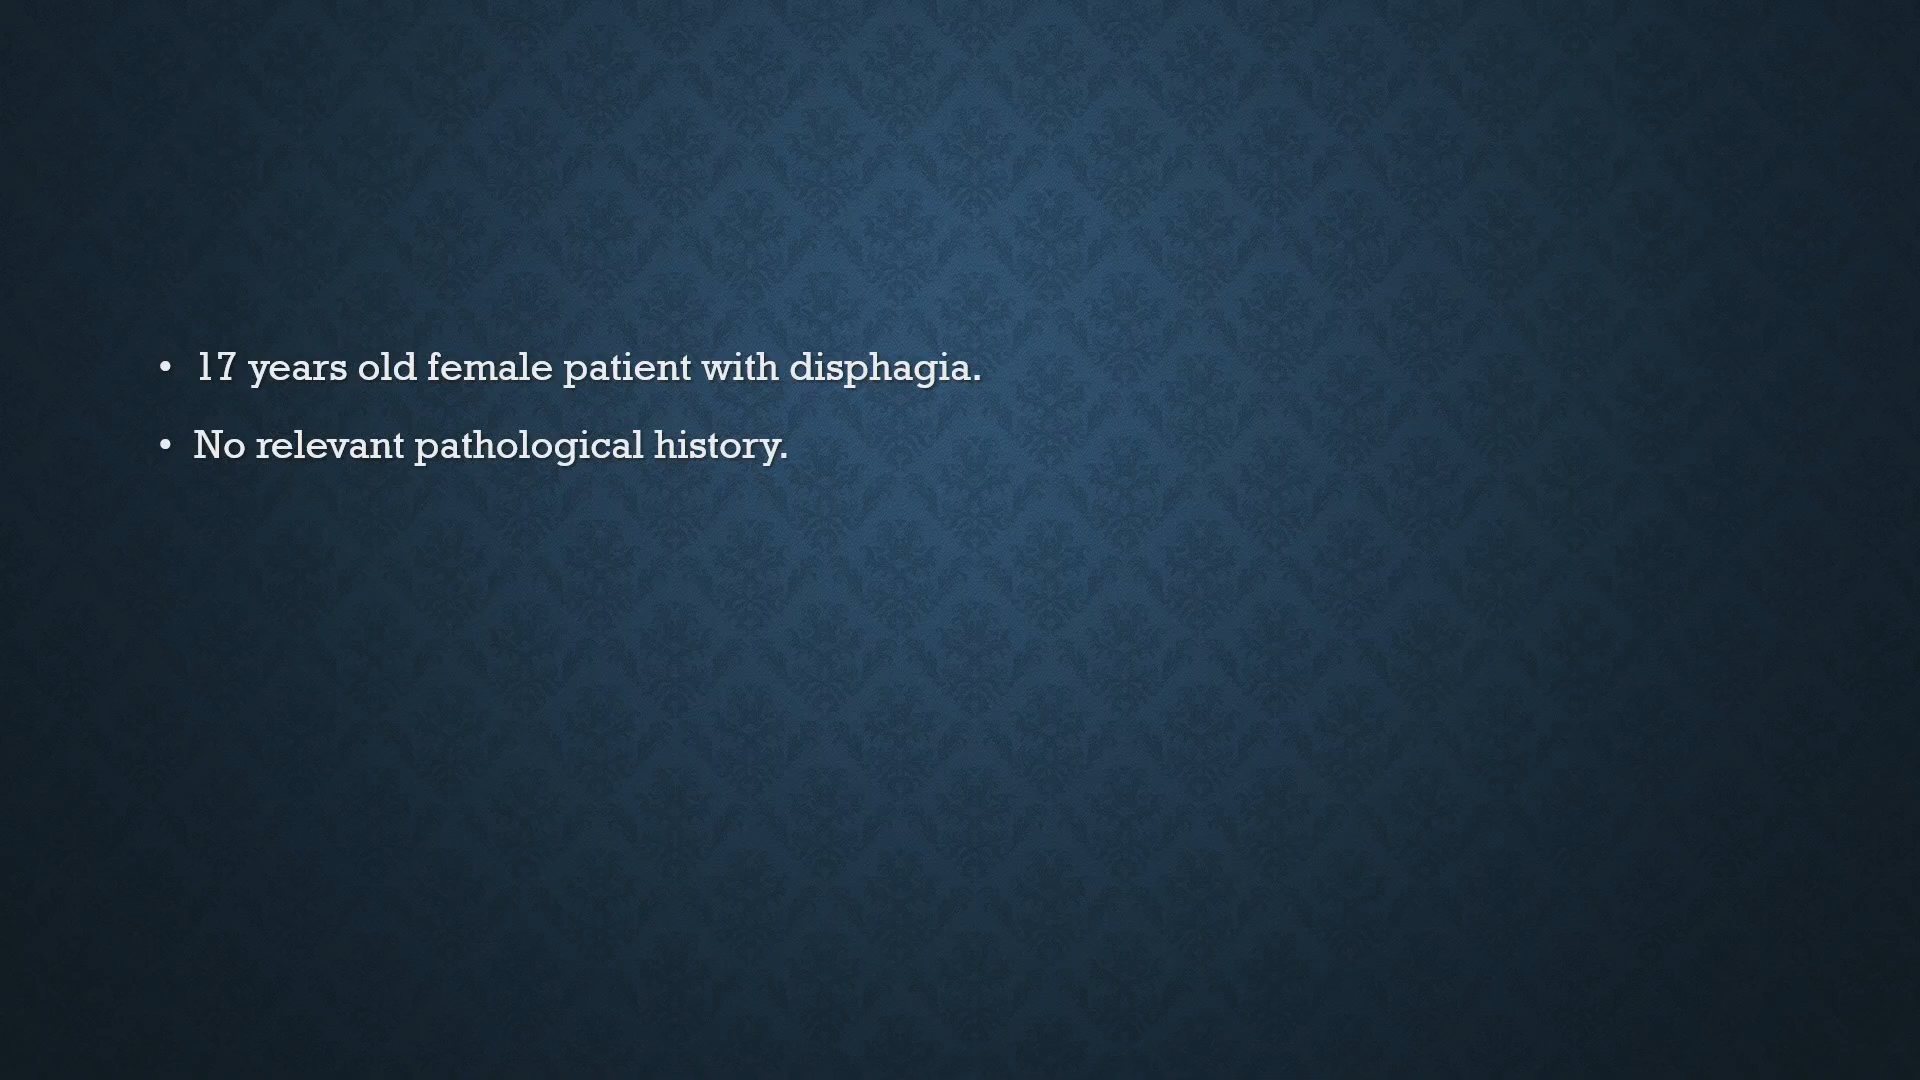 • 17 years old female patient with disphagia.
• No relevant pathological history.